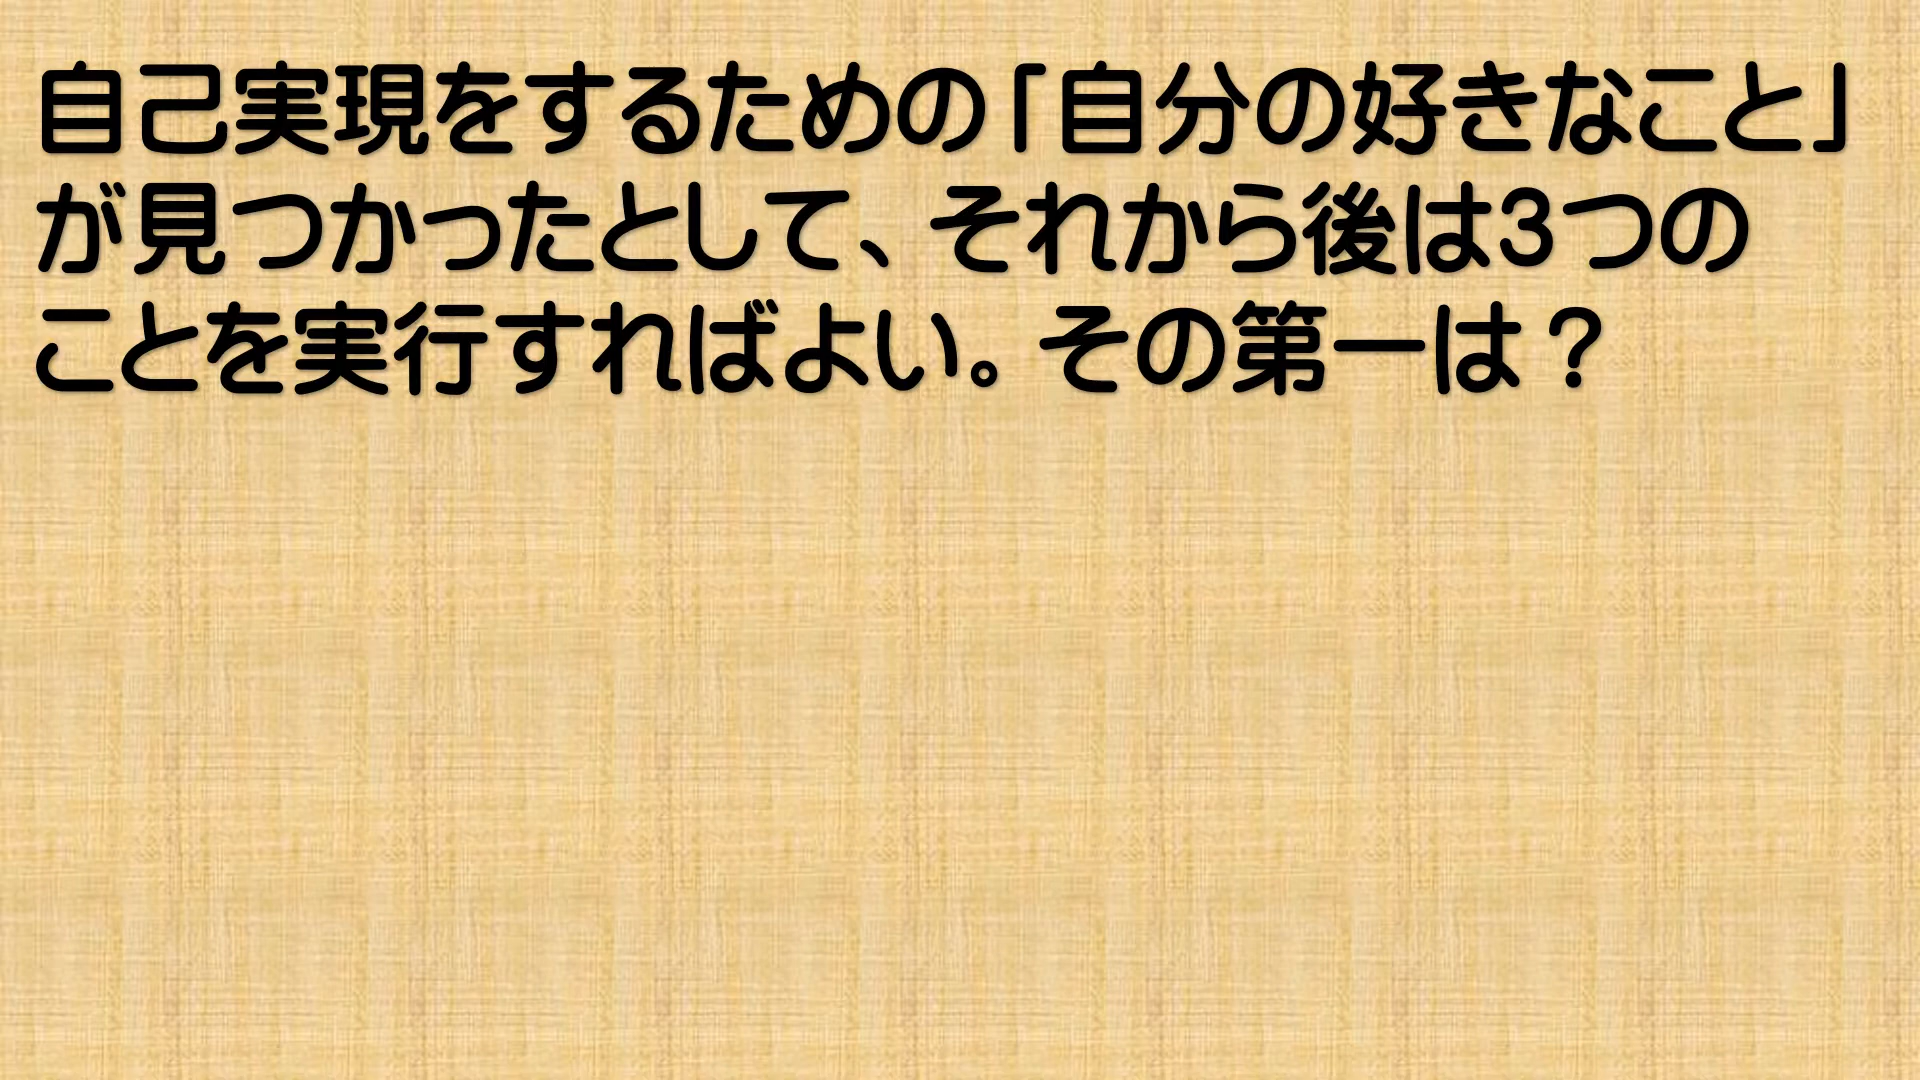 自己実現をするための「自分の好きなこと」
が見つかったとして、それから後は3つの
ことを実行すればよい。その第一は？